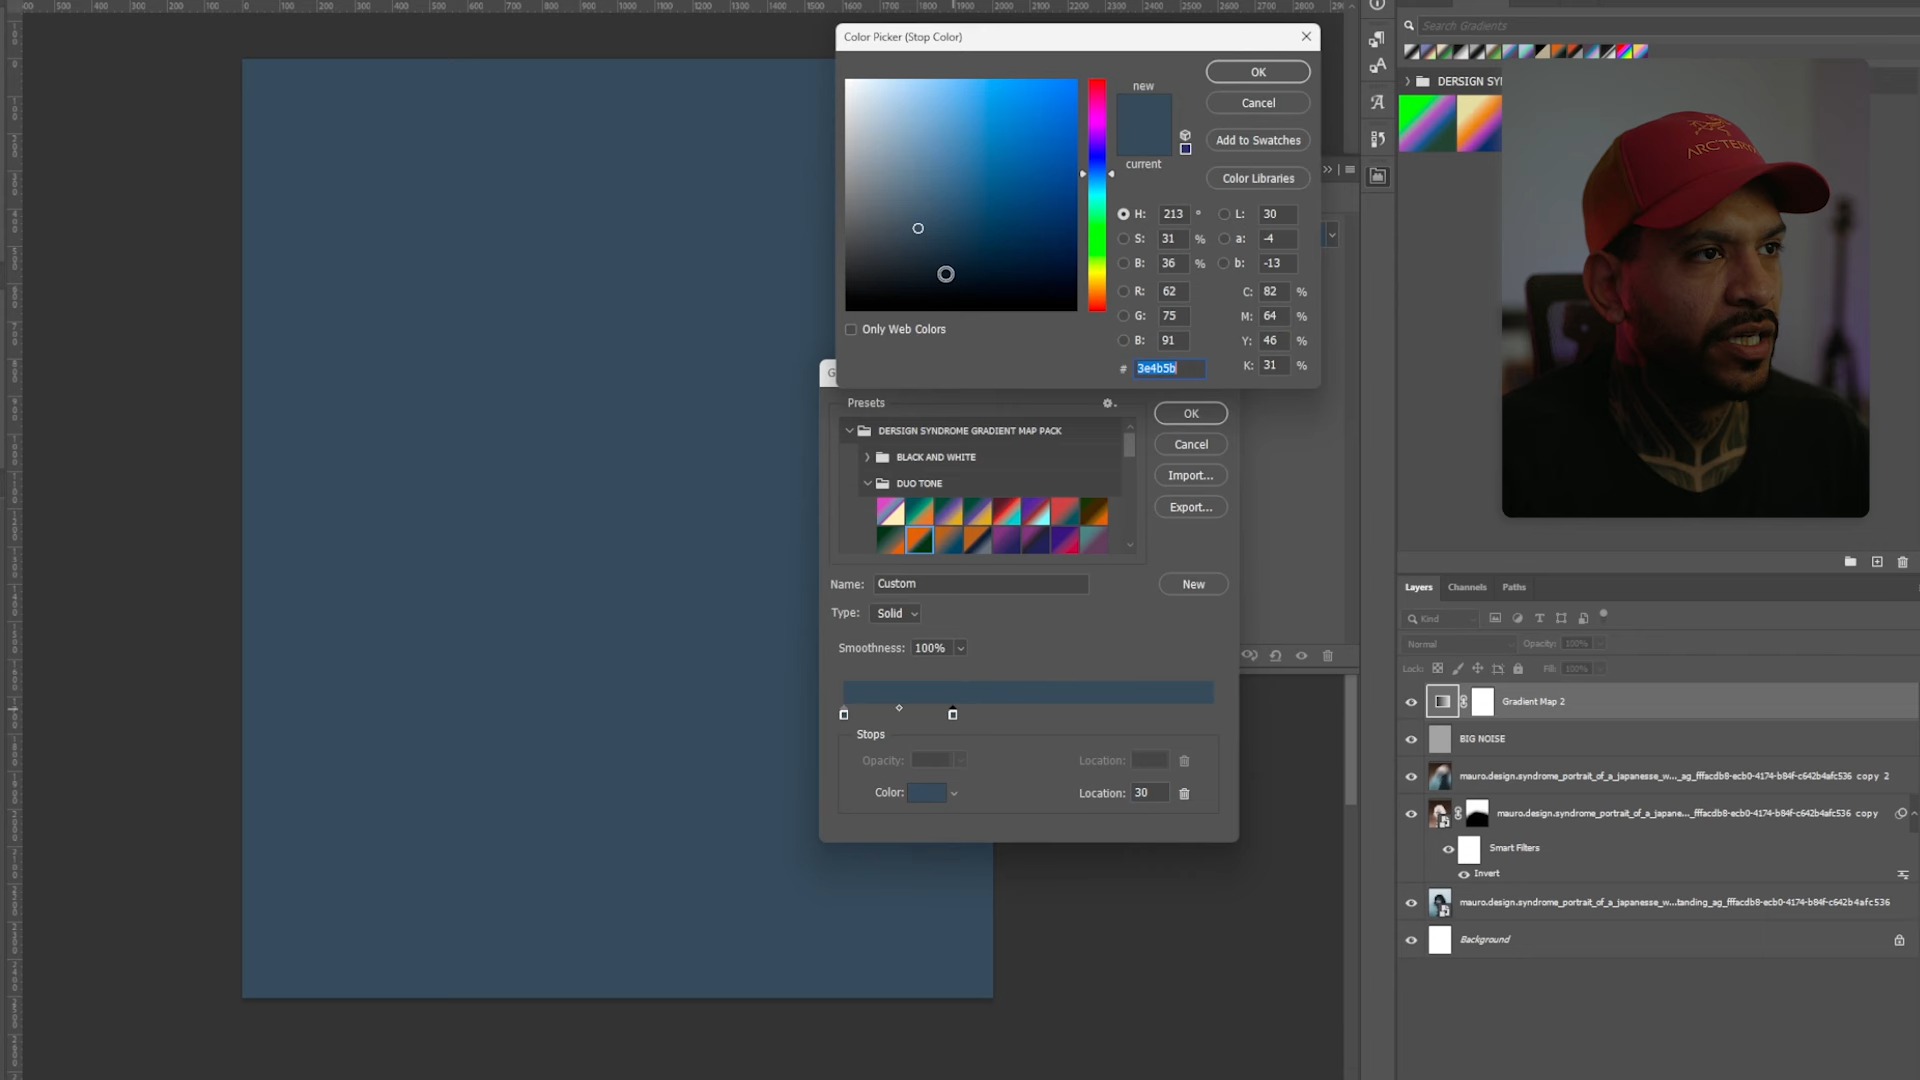 Color Picker (Stop Color)
new
current
OK
Cancel
Add to Swatches
Color Libraries
H: 213 °
S: 31 %
B: 36 %
R: 62
G: 75
B: 91
# 3e4b5b
L: 30
a: -4
b: -13
C: 82 %
M: 64 %
Y: 46 %
K: 31 %
Only Web Colors
Presets
DERSIGN SYNDROME GRADIENT MAP PACK
BLACK AND WHITE
DUO TONE
OK
Cancel
Import...
Export...
Name: Custom
New
Type: Solid
Smoothness: 100%
Stops
Opacity:
Location:
Color:
Location: 30
Search Gradients
DERSIGN SY
ARC'TERY
Layers Channels Paths
Kind
Normal Opacity: 100%
Lock: Fill: 100%
Gradient Map 2
BIG NOISE
mauro.design.syndrome_portrait_of_a_japanesse_w..._ag_fffacdb8-ecb0-4174-b84f-c642b4afc536 copy 2
mauro.design.syndrome_portrait_of_a_japane..._fffacdb8-ecb0-4174-b84f-c642b4afc536 copy
Smart Filters
Invert
mauro.design.syndrome_portrait_of_a_japanesse_w...tanding_ag_fffacdb8-ecb0-4174-b84f-c642b4afc536
Background